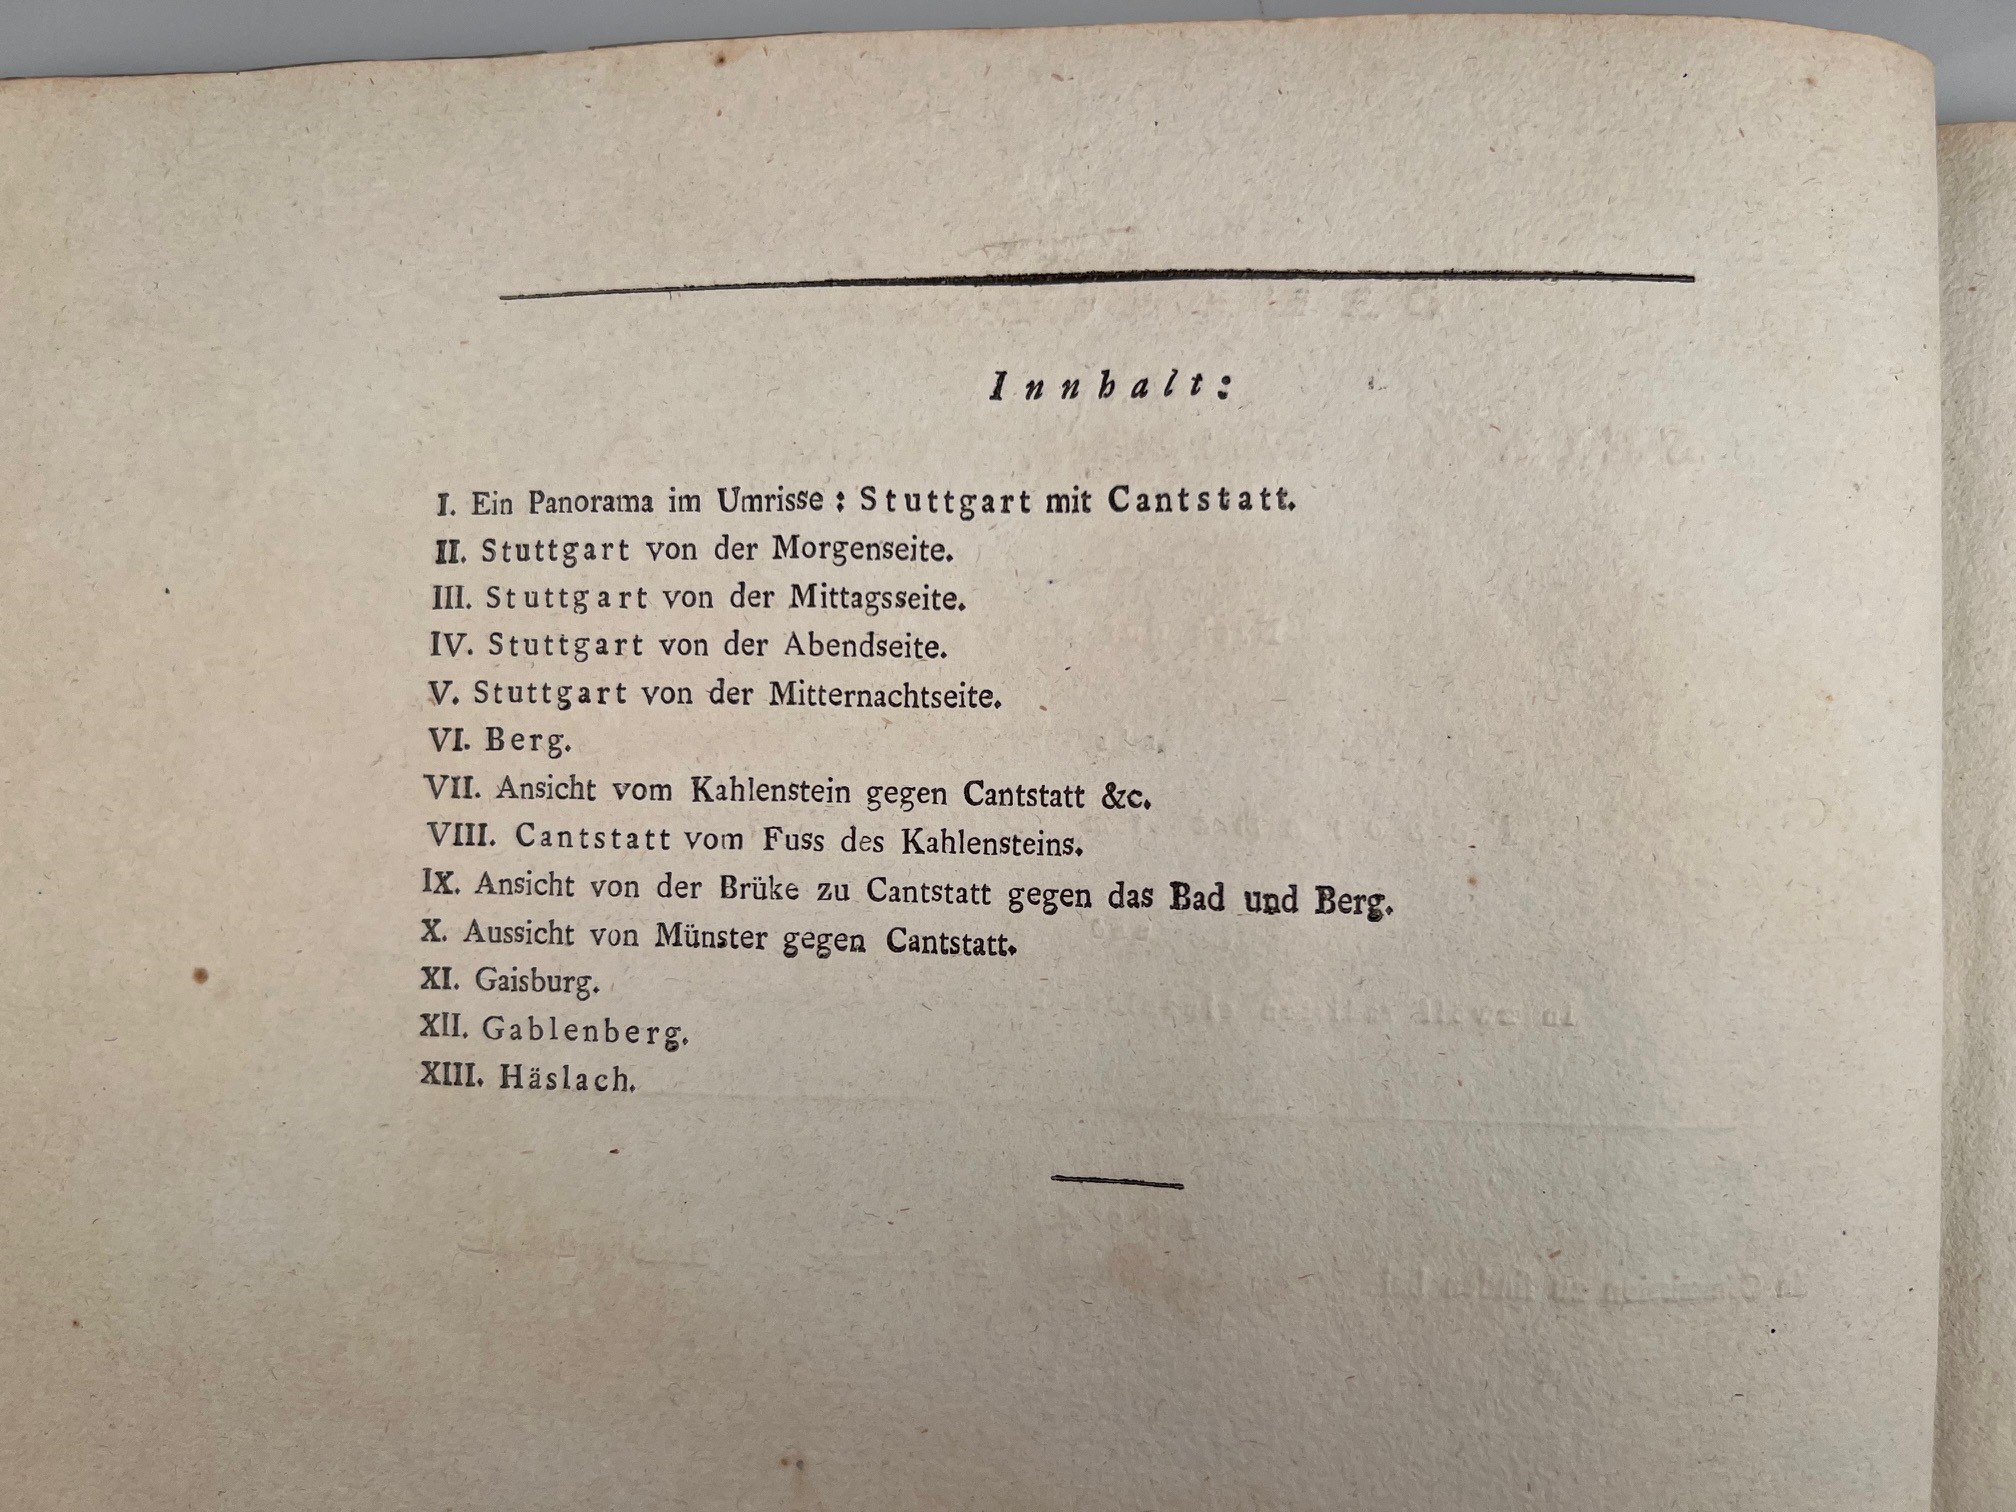 Innhalt:
I. Ein Panorama im Umrisse: Stuttgart mit Cantstatt.
II. Stuttgart von der Morgenseite.
III. Stuttgart von der Mittagsseite.
IV. Stuttgart von der Abendseite.
V. Stuttgart von der Mitternachtseite.
VI. Berg.
VII. Ansicht vom Kahlenstein gegen Cantstatt &c.
VIII. Cantstatt vom Fuss des Kahlensteins.
IX. Ansicht von der Brüke zu Cantstatt gegen das Bad und Berg.
X. Aussicht von Münster gegen Cantstatt.
XI. Gaisburg.
XII. Gablenberg.
XIII. Häslach.